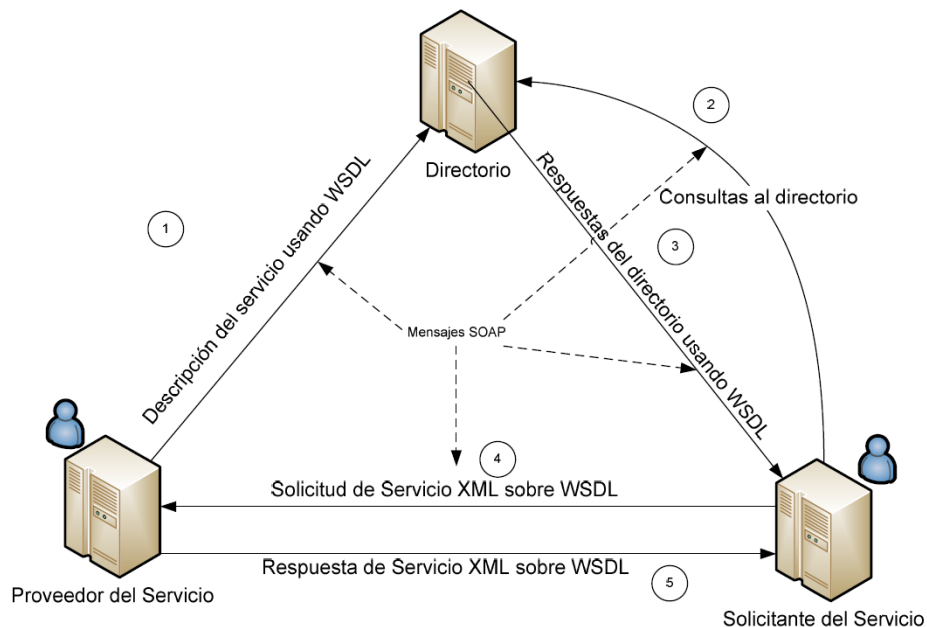 2
Directorio
Consultas al directorio
1
3
Descripción del servicio usando WSDL
Respuestas del directorio usando WSDL
Mensajes SOAP
4
Solicitud de Servicio XML sobre WSDL
Respuesta de Servicio XML sobre WSDL
5
Proveedor del Servicio
Solicitante del Servicio